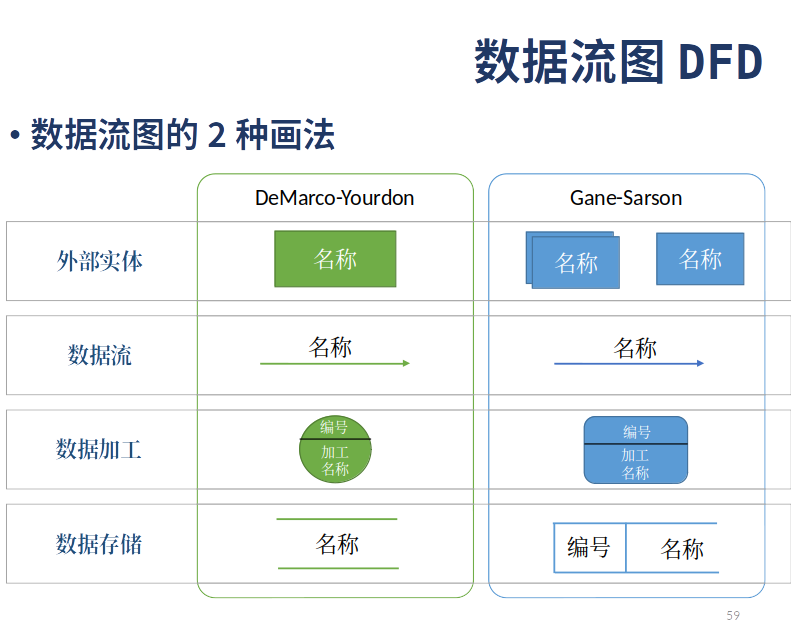 数据流图 DFD
• 数据流图的 2 种画法
DeMarco-Yourdon
Gane-Sarson
外部实体
名称
名称
名称
数据流
名称
名称
数据加工
编号
加工
名称
编号
加工
名称
数据存储
名称
编号
名称
59